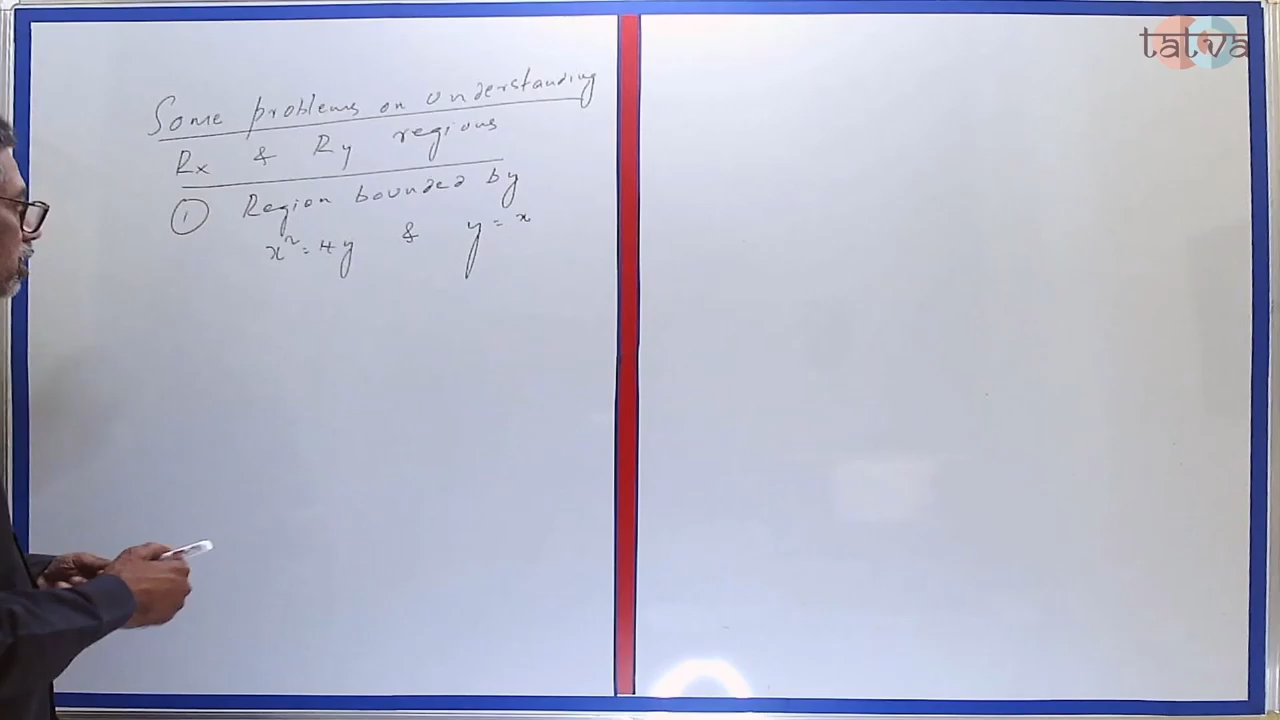 Some problems on understanding
Rx & Ry regions
① Region bounded by
x² = 4y & y = x
tatva